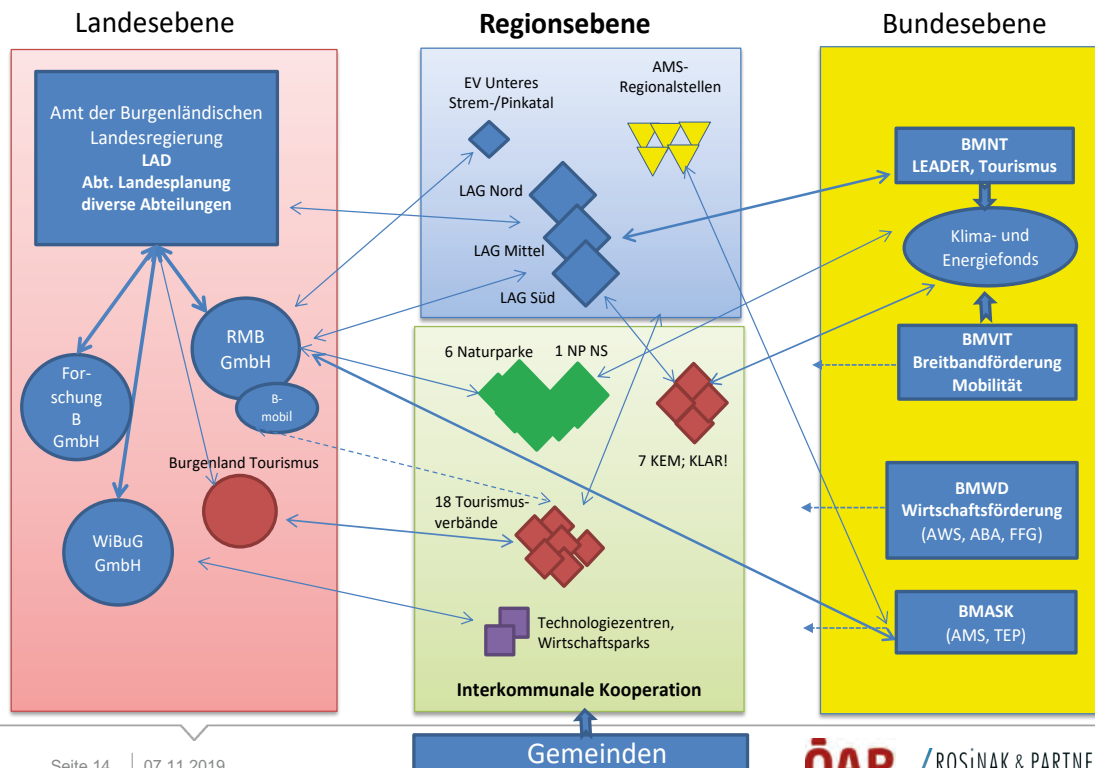 Landesebene
Regionsebene
Bundesebene
Amt der Burgenländischen
Landesregierung
LAD
Abt. Landesplanung
diverse Abteilungen
RMB
GmbH
B-
mobil
For-
schung
B
GmbH
Burgenland Tourismus
WiBuG
GmbH
EV Unteres
Strem-/Pinkatal
AMS-
Regionalstellen
LAG Nord
LAG Mittel
LAG Süd
6 Naturparke
1 NP NS
7 KEM; KLAR!
18 Tourismus-
verbände
Technologiezentren,
Wirtschaftsparks
Interkommunale Kooperation
Gemeinden
BMNT
LEADER, Tourismus
Klima- und
Energiefonds
BMVIT
Breitbandförderung
Mobilität
BMWD
Wirtschaftsförderung
(AWS, ABA, FFG)
BMASK
(AMS, TEP)
Seite 14
07.11.2019
ÖAR
ROSiNAK & PARTNE